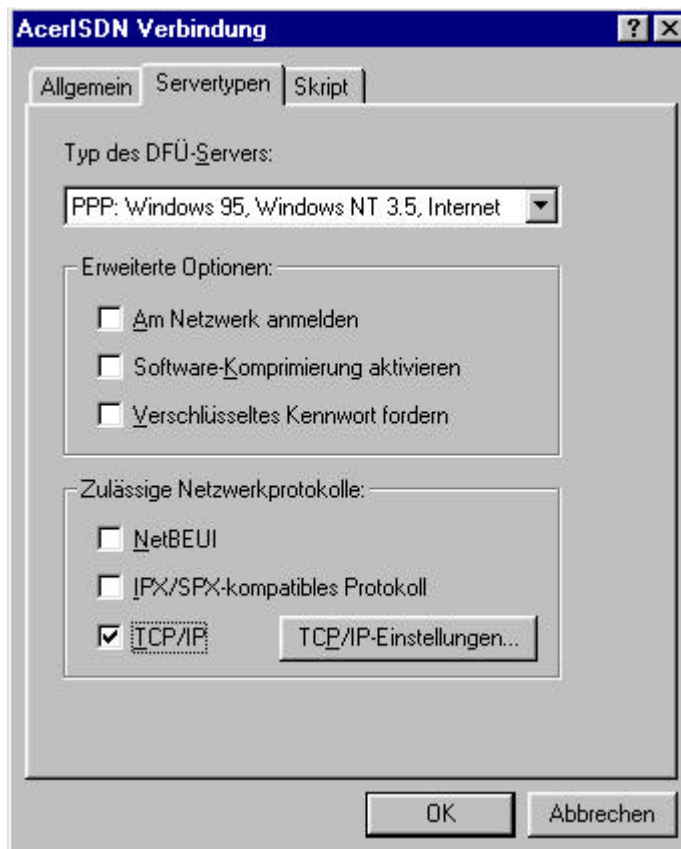 AcerISDN Verbindung
Allgemein Servertypen Skript
Typ des DFÜ-Servers:
PPP: Windows 95, Windows NT 3.5, Internet
Erweiterte Optionen:
Am Netzwerk anmelden
Software-Komprimierung aktivieren
Verschlüsseltes Kennwort fordern
Zulässige Netzwerkprotokolle:
NetBEUI
IPX/SPX-kompatibles Protokoll
TCP/IP TCP/IP-Einstellungen...
OK Abbrechen